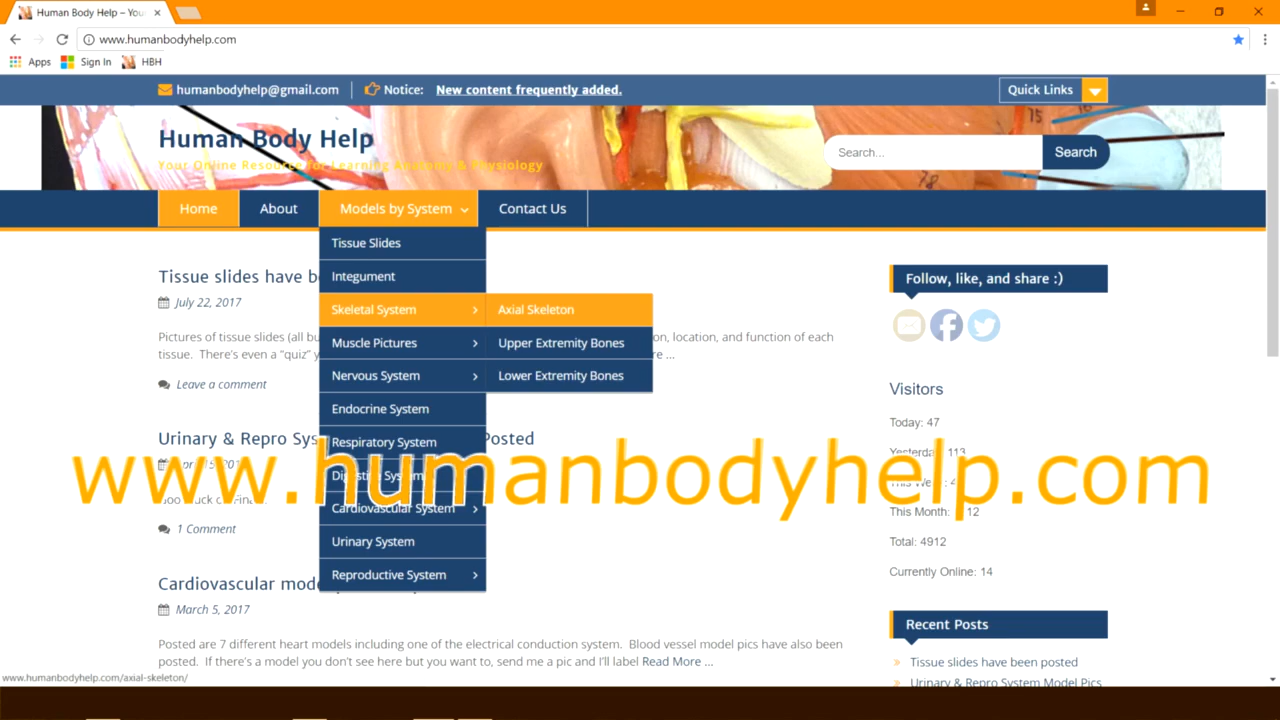 Human Body Help – You
www.humanbodyhelp.com
Apps Sign In HBH
humanbodyhelp@gmail.com Notice: New content frequently added. Quick Links
Human Body Help
Your Online Resource for Learning Anatomy & Physiology
Search... Search
Home About Models by System Contact Us
Tissue Slides
Integument
Skeletal System Axial Skeleton
Muscle Pictures Upper Extremity Bones
Nervous System Lower Extremity Bones
Endocrine System
Respiratory System
Digestive System
Cardiovascular System
Urinary System
Reproductive System
Tissue slides have
July 22, 2017
Pictures of tissue slides (all location, and function of each
tissue. There's even a "quiz"
Leave a comment
Urinary & Repro Posted
1 Comment
Cardiovascular
March 5, 2017
Posted are 7 different heart models including one of the electrical conduction system. Blood vessel model pics have also been
posted. If there's a model you don't see here but you want to, send me a pic and I'll label Read More ...
www.humanbodyhelp.com
Follow, like, and share :)
Visitors
Today: 47
Yesterday: 113
This Month: 12
Total: 4912
Currently Online: 14
Recent Posts
Tissue slides have been posted
Urinary & Repro System Model Pics
www.humanbodyhelp.com/axial-skeleton/